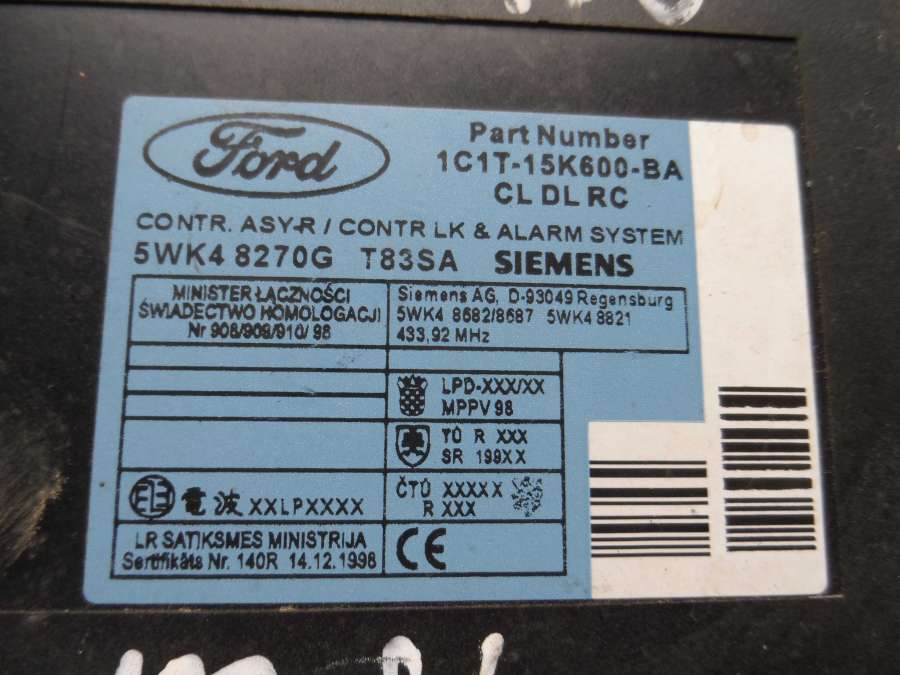 Ford
Part Number
1C1T-15K600-BA
CL DL RC
CONTR. ASY-R / CONTR LK & ALARM SYSTEM
5WK4 8270G T83SA SIEMENS
MINISTER ŁĄCZNOŚCI
ŚWIADECTWO HOMOLOGACJI
Nr 908/909/910/ 98
Siemens AG, D-93049 Regensburg
5WK4 8682/8687 5WK4 8821
433,92 MHz
LPD-XXX/XX
MPPV 98
TÚ R XXX
SR 199XX
電波 XXLPXXXX
ČTÚ XXXXX
R XXX
LR SATIKSMES MINISTRIJA
Sertifikāts Nr. 140R 14.12.1998
CE